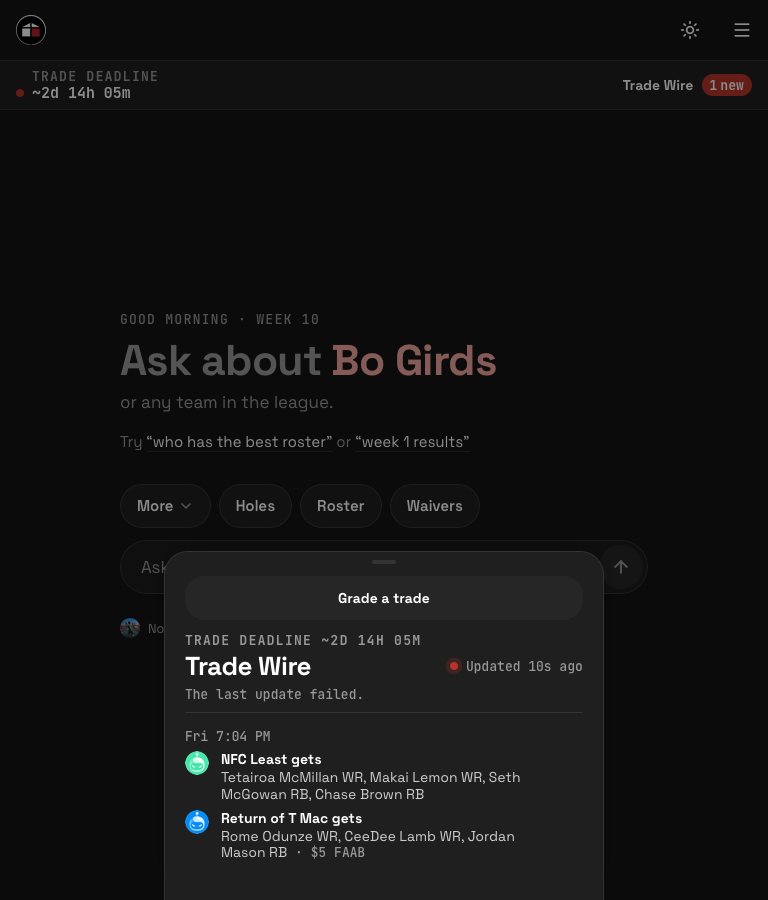 TRADE DEADLINE
~2d 14h 05m
Trade Wire 1 new
GOOD MORNING · WEEK 10
Ask about Bo Girds
or any team in the league.
Try “who has the best roster” or “week 1 results”
More Holes Roster Waivers
Ask
No
Grade a trade
TRADE DEADLINE ~2D 14H 05M
Trade Wire
Updated 10s ago
The last update failed.
Fri 7:04 PM
NFC Least gets
Tetairoa McMillan WR, Makai Lemon WR, Seth
McGowan RB, Chase Brown RB
Return of T Mac gets
Rome Odunze WR, CeeDee Lamb WR, Jordan
Mason RB · $5 FAAB